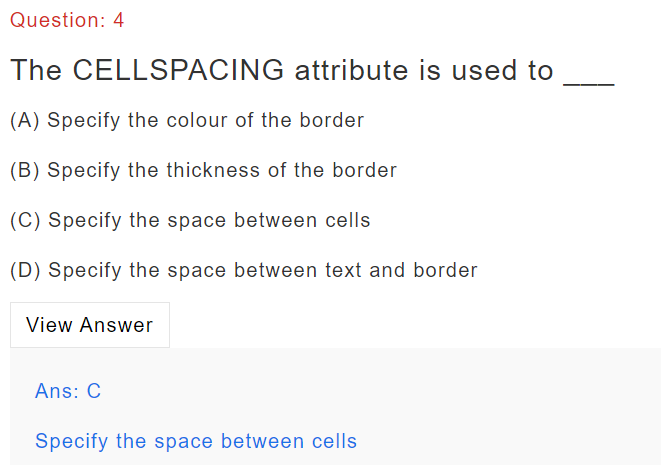 Question: 4
The CELLSPACING attribute is used to ___
(A) Specify the colour of the border
(B) Specify the thickness of the border
(C) Specify the space between cells
(D) Specify the space between text and border
View Answer
Ans: C
Specify the space between cells